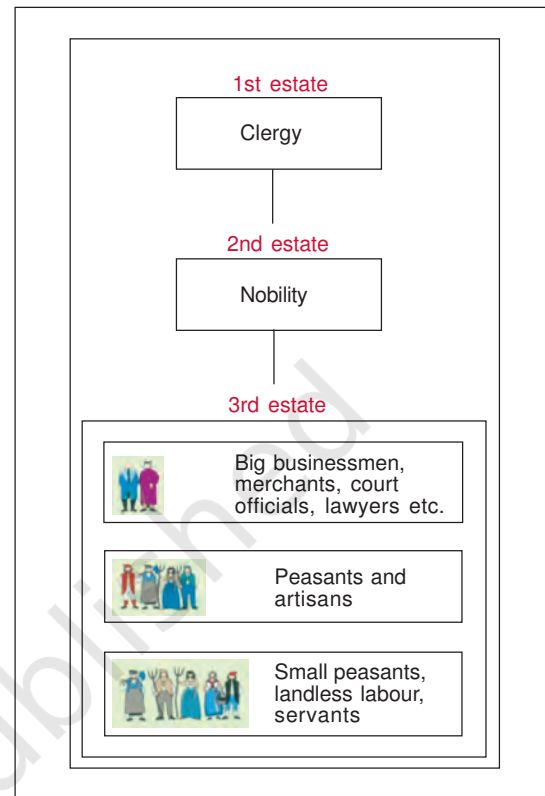 1st estate
Clergy
2nd estate
Nobility
3rd estate
Big businessmen,
merchants, court
officials, lawyers etc.
Peasants and
artisans
Small peasants,
landless labour,
servants
blished